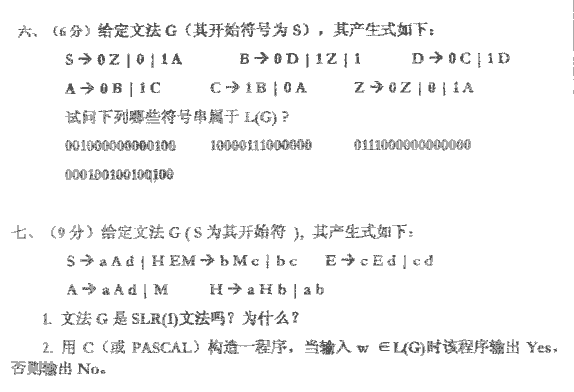 六、（6分）给定文法 G（其开始符号为 S），其产生式如下：
S→0Z|0|1A B→0D|1Z|1 D→0C|1D
A→0B|1C C→1B|0A Z→0Z|0|1A
试问下列哪些符号串属于 L(G)？
001000000000100 10000111000000 0111000000000000
000100100100100
七、（9分）给定文法 G ( S 为其开始符 )，其产生式如下：
S→aAd|HEM→bMc|bc E→cEd|cd
A→aAd|M H→aHb|ab
1. 文法 G 是 SLR(1)文法吗？为什么？
2. 用 C（或 PASCAL）构造一程序，当输入 w ∈L(G)时该程序输出 Yes，
否则输出 No。